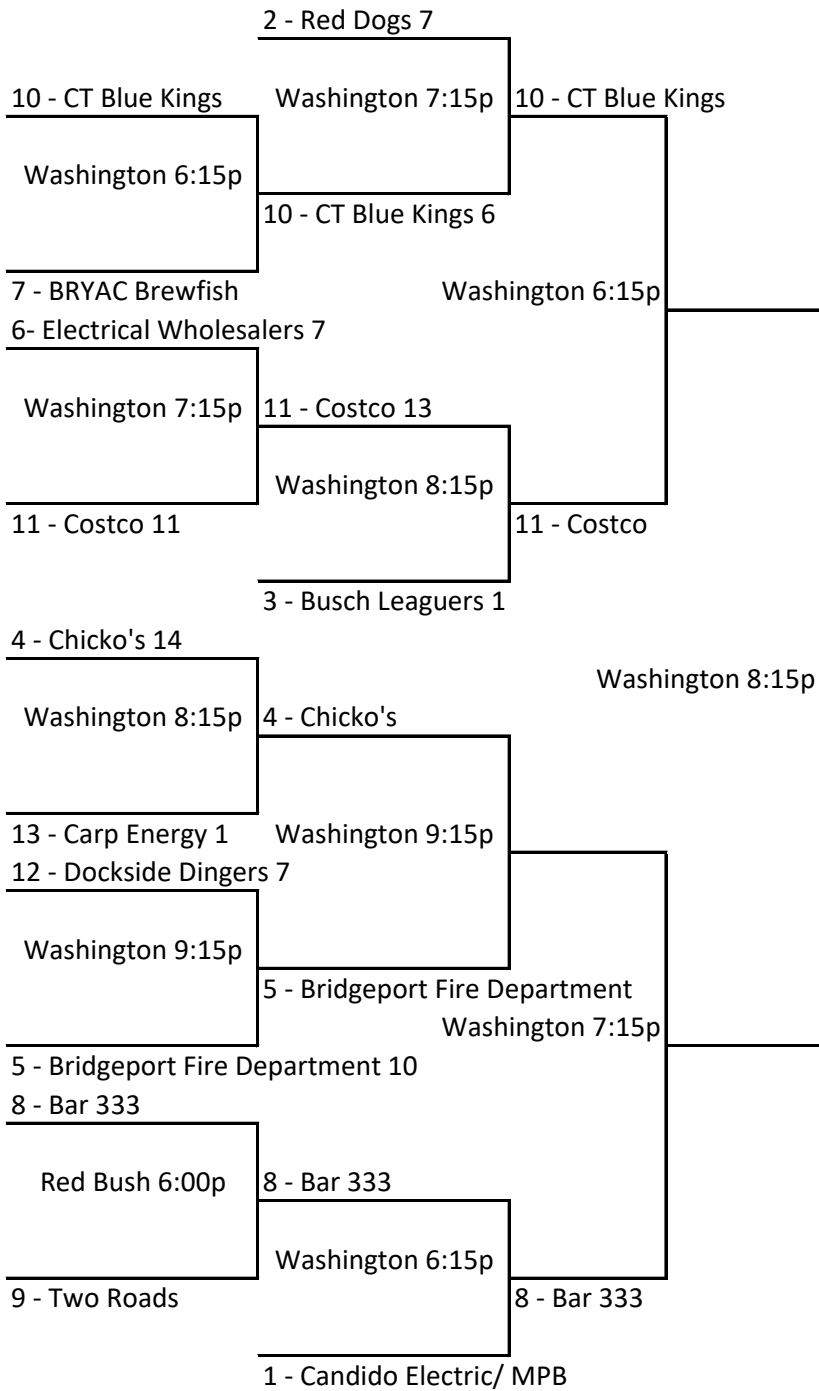 2 - Red Dogs 7
10 - CT Blue Kings
Washington 7:15p
10 - CT Blue Kings
Washington 6:15p
10 - CT Blue Kings 6
7 - BRYAC Brewfish
Washington 6:15p
6- Electrical Wholesalers 7
Washington 7:15p
11 - Costco 13
Washington 8:15p
11 - Costco 11
11 - Costco
3 - Busch Leaguers 1
4 - Chicko's 14
Washington 8:15p
Washington 8:15p
4 - Chicko's
13 - Carp Energy 1
Washington 9:15p
12 - Dockside Dingers 7
Washington 9:15p
5 - Bridgeport Fire Department
Washington 7:15p
5 - Bridgeport Fire Department 10
8 - Bar 333
Red Bush 6:00p
8 - Bar 333
Washington 6:15p
9 - Two Roads
8 - Bar 333
1 - Candido Electric/ MPB